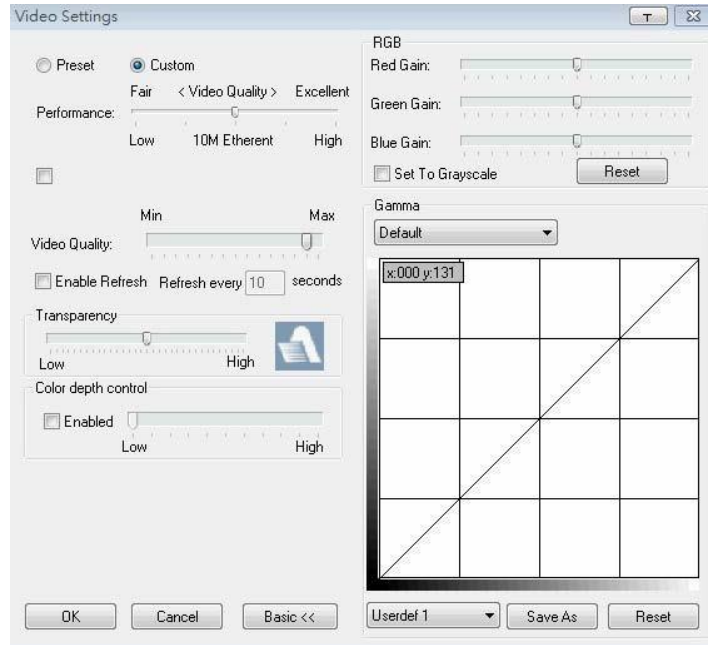 Video Settings
T
Preset
Custom
Fair < Video Quality > Excellent
Performance:
Low 10M Etherent High
Min Max
Video Quality:
Enable Refresh Refresh every 10 seconds
Transparency
Low High
Color depth control
Enabled
Low High
OK Cancel Basic <<
RGB
Red Gain:
Green Gain:
Blue Gain:
Set To Grayscale Reset
Gamma
Default
x:000 y:131
Userdef 1 Save As Reset